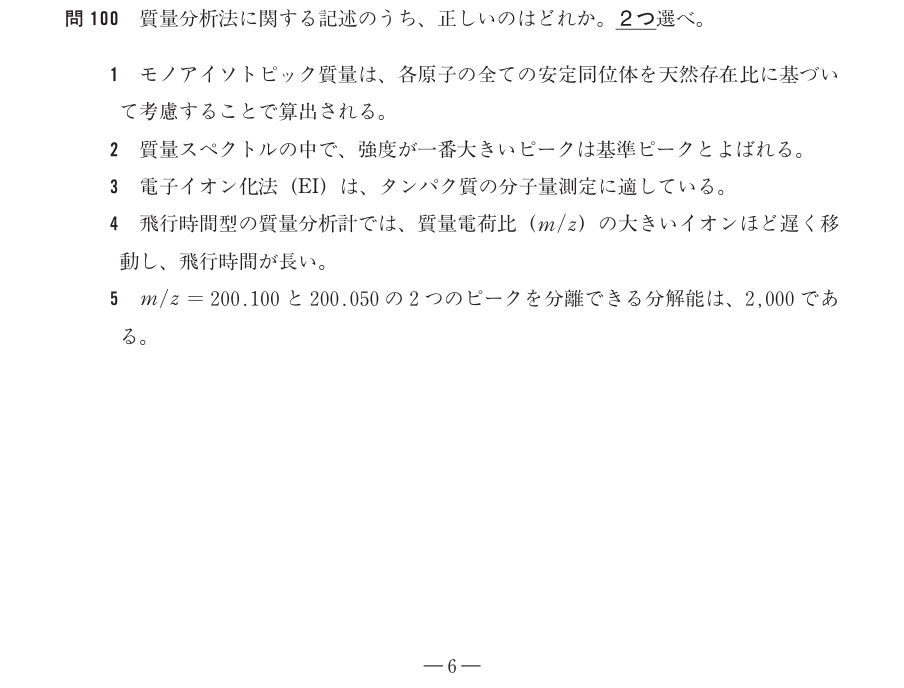 問 100 質量分析法に関する記述のうち、正しいのはどれか。2つ選べ。
1 モノアイソトピック質量は、各原子の全ての安定同位体を天然存在比に基づい
て考慮することで算出される。
2 質量スペクトルの中で、強度が一番大きいピークは基準ピークとよばれる。
3 電子イオン化法（EI）は、タンパク質の分子量測定に適している。
4 飛行時間型の質量分析計では、質量電荷比（m/z）の大きいイオンほど遅く移
動し、飛行時間が長い。
5 m/z = 200.100 と 200.050 の 2 つのピークを分離できる分解能は、2,000 であ
る。
— 6 —